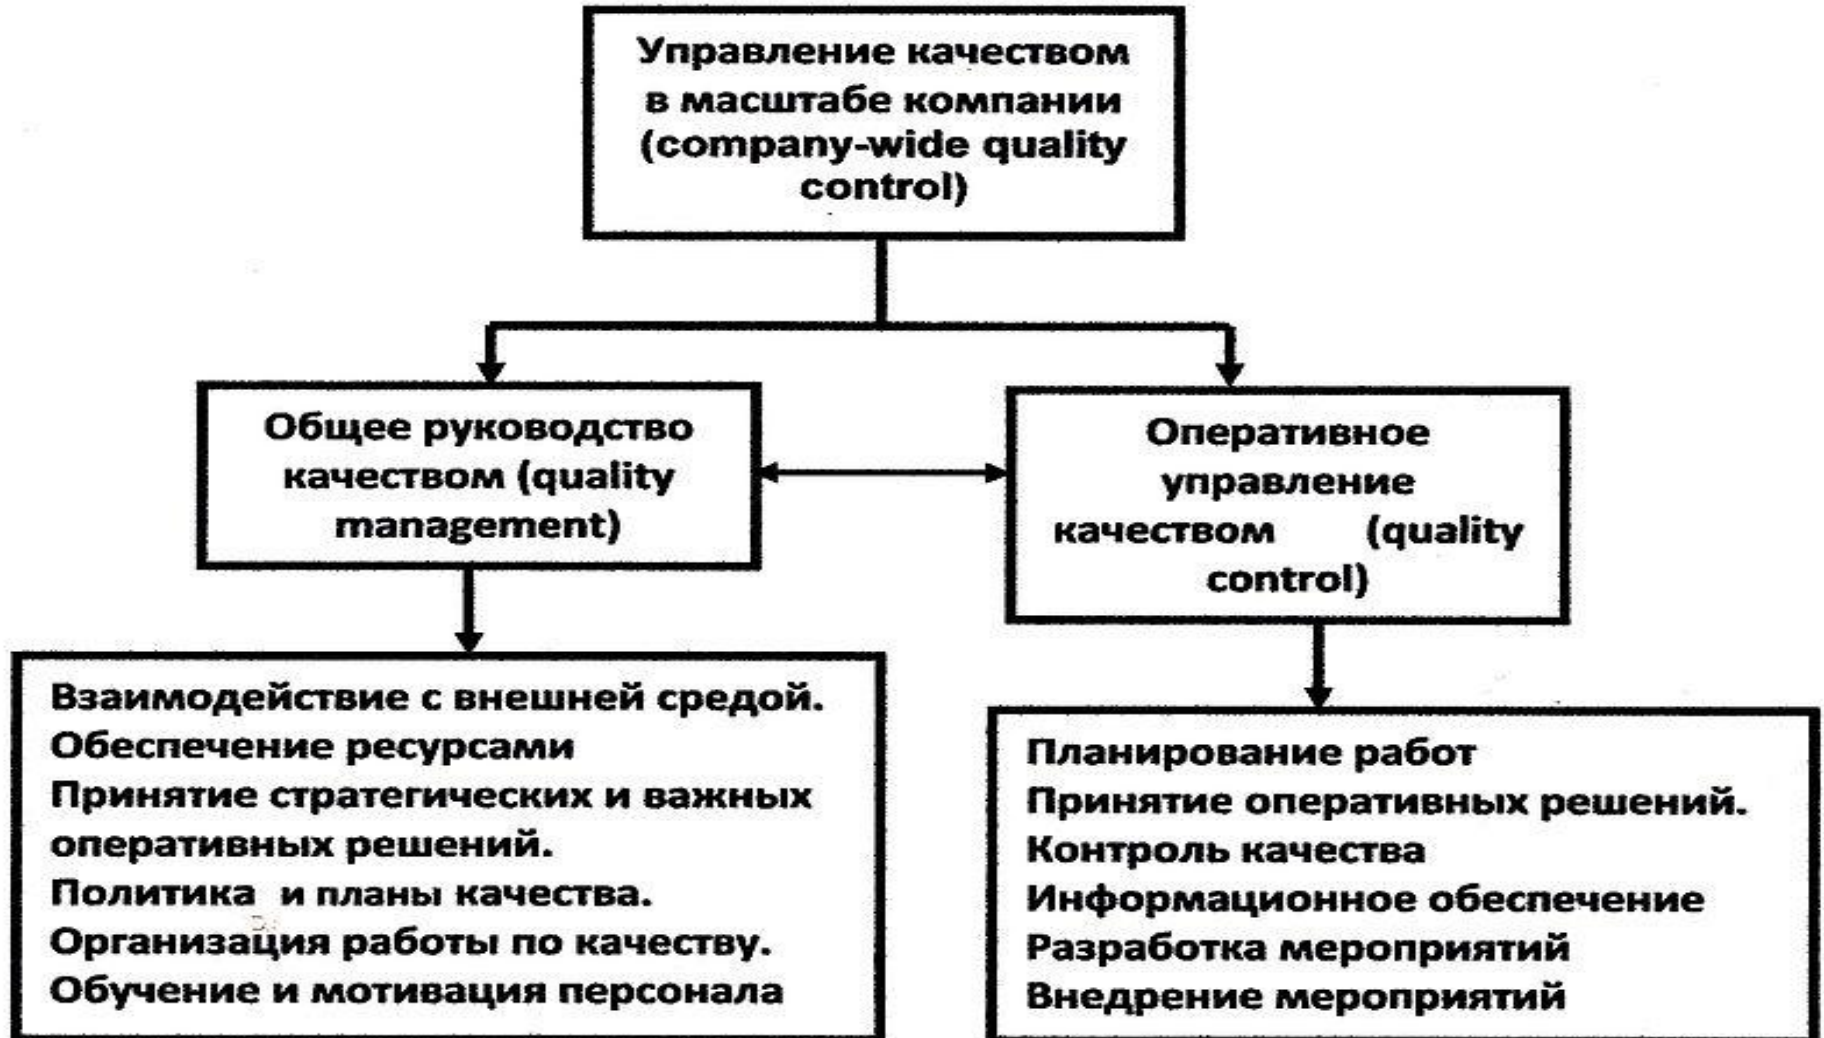 Управление качеством
в масштабе компании
(company-wide quality
control)
Общее руководство
качеством (quality
management)
Оперативное
управление
качеством (quality
control)
Взаимодействие с внешней средой.
Обеспечение ресурсами
Принятие стратегических и важных
оперативных решений.
Политика и планы качества.
Организация работы по качеству.
Обучение и мотивация персонала
Планирование работ
Принятие оперативных решений.
Контроль качества
Информационное обеспечение
Разработка мероприятий
Внедрение мероприятий